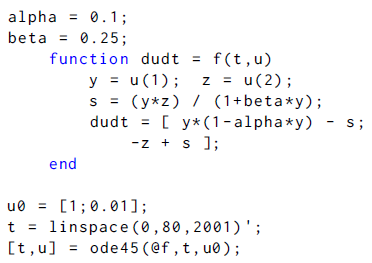 alpha = 0.1;
beta = 0.25;
    function dudt = f(t,u)
        y = u(1);  z = u(2);
        s = (y*z) / (1+beta*y);
        dudt = [ y*(1-alpha*y) - s;
            -z + s ];
    end

u0 = [1;0.01];
t = linspace(0,80,2001)';
[t,u] = ode45(@f,t,u0);